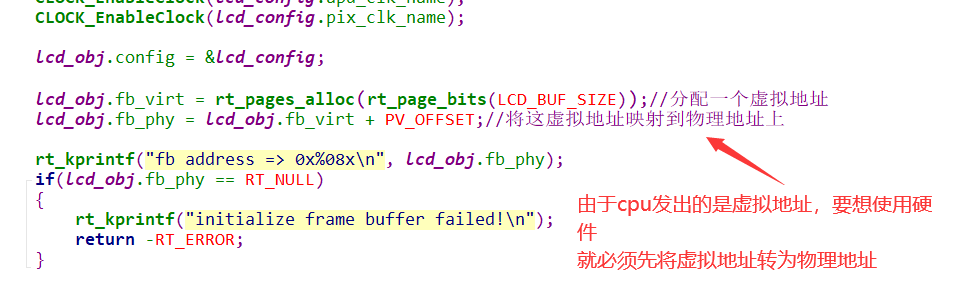 CLOCK_EnableClock(lcd_config.apd_clk_name);
CLOCK_EnableClock(lcd_config.pix_clk_name);
lcd_obj.config = &lcd_config;
lcd_obj.fb_virt = rt_pages_alloc(rt_page_bits(LCD_BUF_SIZE));//分配一个虚拟地址
lcd_obj.fb_phy = lcd_obj.fb_virt + PV_OFFSET;//将这虚拟地址映射到物理地址上
rt_kprintf("fb address => 0x%08x\n", lcd_obj.fb_phy);
if(lcd_obj.fb_phy == RT_NULL)
{
rt_kprintf("initialize frame buffer failed!\n");
return -RT_ERROR;
}
由于cpu发出的是虚拟地址，要想使用硬
件
就必须先将虚拟地址转为物理地址